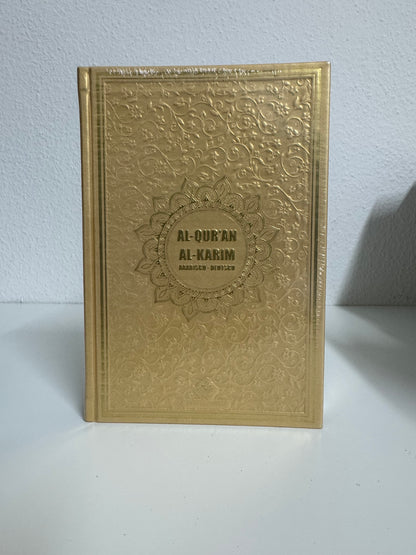 AL-QUR'AN
AL-KARIM
ARABISCH - DEUTSCH